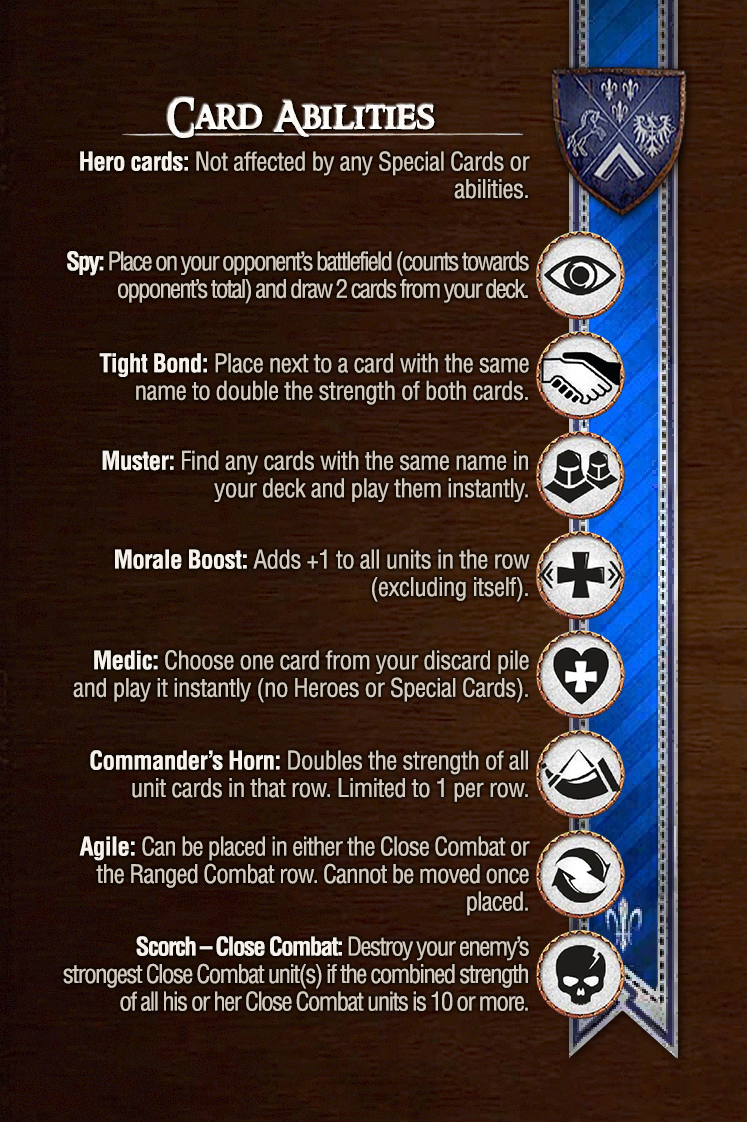 CARD ABILITIES
Hero cards: Not affected by any Special Cards or
abilities.
Spy: Place on your opponent's battlefield (counts towards
opponent's total) and draw 2 cards from your deck.
Tight Bond: Place next to a card with the same
name to double the strength of both cards.
Muster: Find any cards with the same name in
your deck and play them instantly.
Morale Boost: Adds +1 to all units in the row
(excluding itself).
Medic: Choose one card from your discard pile
and play it instantly (no Heroes or Special Cards).
Commander's Horn: Doubles the strength of all
unit cards in that row. Limited to 1 per row.
Agile: Can be placed in either the Close Combat or
the Ranged Combat row. Cannot be moved once
placed.
Scorch – Close Combat: Destroy your enemy's
strongest Close Combat unit(s) if the combined strength
of all his or her Close Combat units is 10 or more.